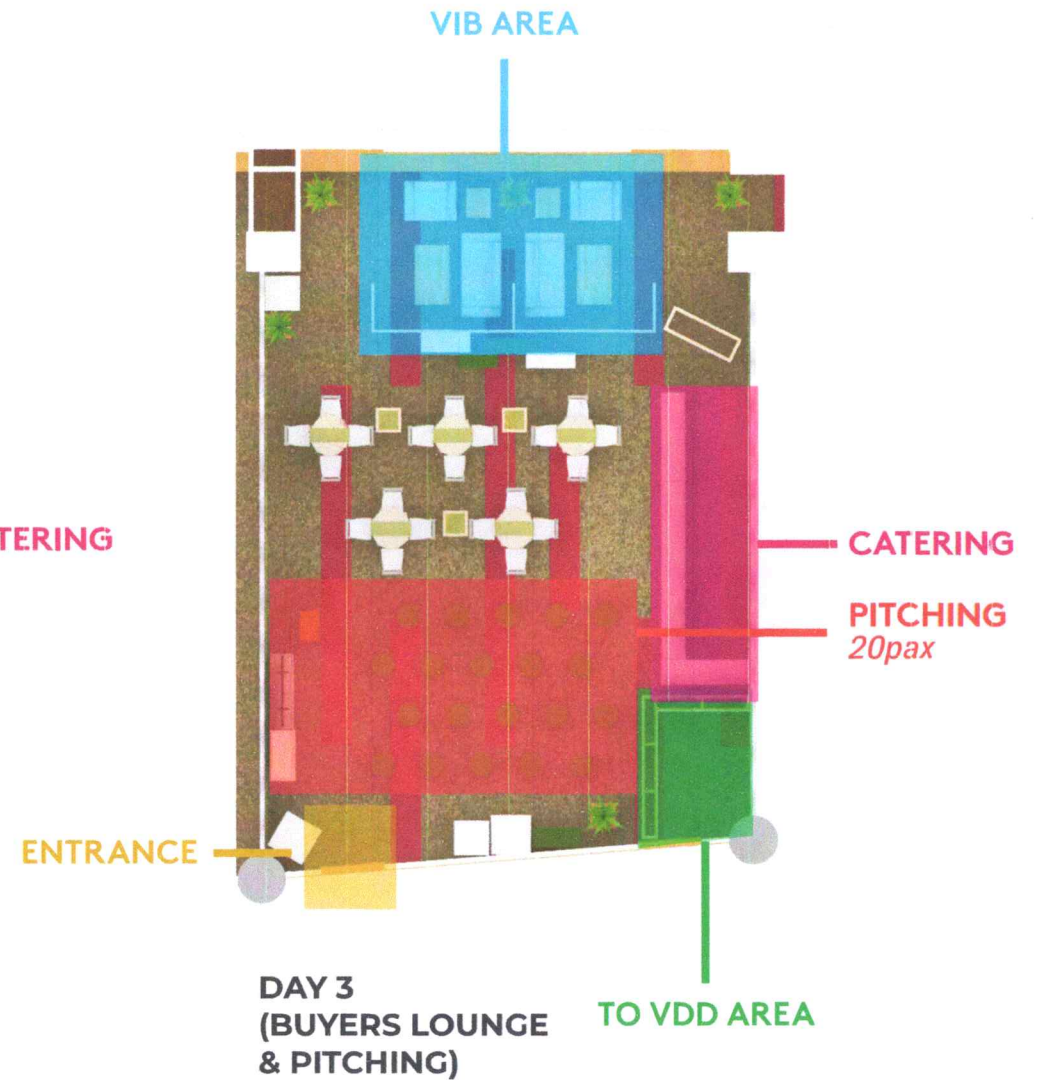 VIB AREA
TERING
CATERING
PITCHING
20pax
ENTRANCE
DAY 3
(BUYERS LOUNGE
& PITCHING)
TO VDD AREA